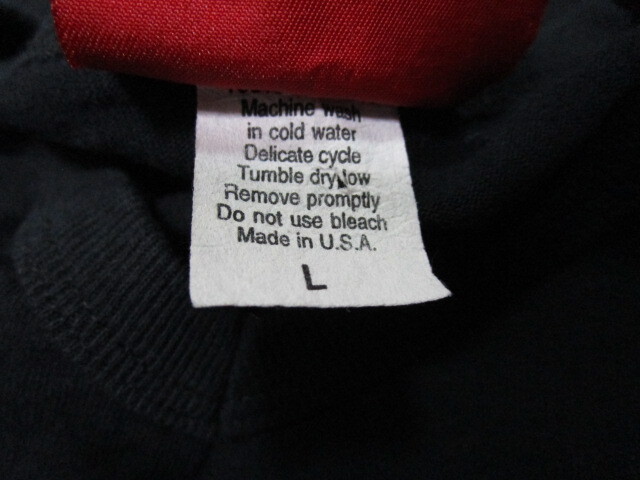 Machine wash
in cold water
Delicate cycle
Tumble dry low
Remove promptly
Do not use bleach
Made in U.S.A.
L